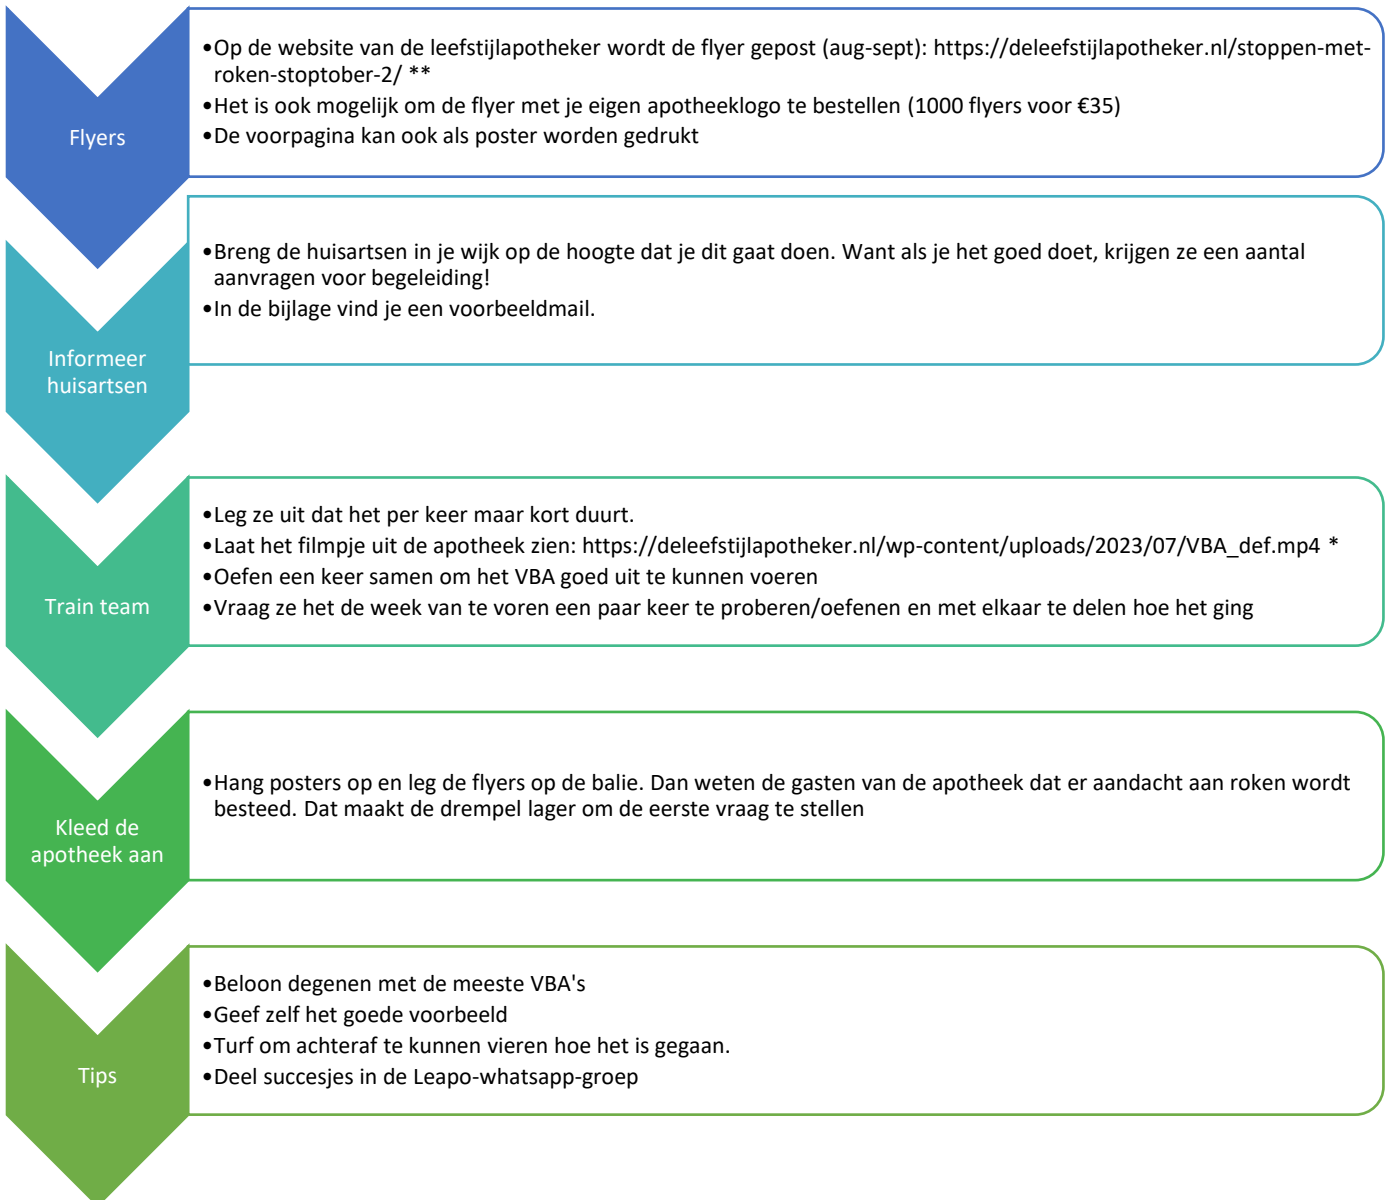 Flyers
•Op de website van de leefstijlapotheker wordt de flyer gepost (aug-sept): https://deleefstijlapotheker.nl/stoppen-met-
roken-stoptober-2/ **
•Het is ook mogelijk om de flyer met je eigen apotheeklogo te bestellen (1000 flyers voor €35)
•De voorpagina kan ook als poster worden gedrukt
Informeer
huisartsen
•Breng de huisartsen in je wijk op de hoogte dat je dit gaat doen. Want als je het goed doet, krijgen ze een aantal
aanvragen voor begeleiding!
•In de bijlage vind je een voorbeeldmail.
Train team
•Leg ze uit dat het per keer maar kort duurt.
•Laat het filmpje uit de apotheek zien: https://deleefstijlapotheker.nl/wp-content/uploads/2023/07/VBA_def.mp4 *
•Oefen een keer samen om het VBA goed uit te kunnen voeren
•Vraag ze het de week van te voren een paar keer te proberen/oefenen en met elkaar te delen hoe het ging
Kleed de
apotheek aan
•Hang posters op en leg de flyers op de balie. Dan weten de gasten van de apotheek dat er aandacht aan roken wordt
besteed. Dat maakt de drempel lager om de eerste vraag te stellen
Tips
•Beloon degenen met de meeste VBA's
•Geef zelf het goede voorbeeld
•Turf om achteraf te kunnen vieren hoe het is gegaan.
•Deel succesjes in de Leapo-whatsapp-groep